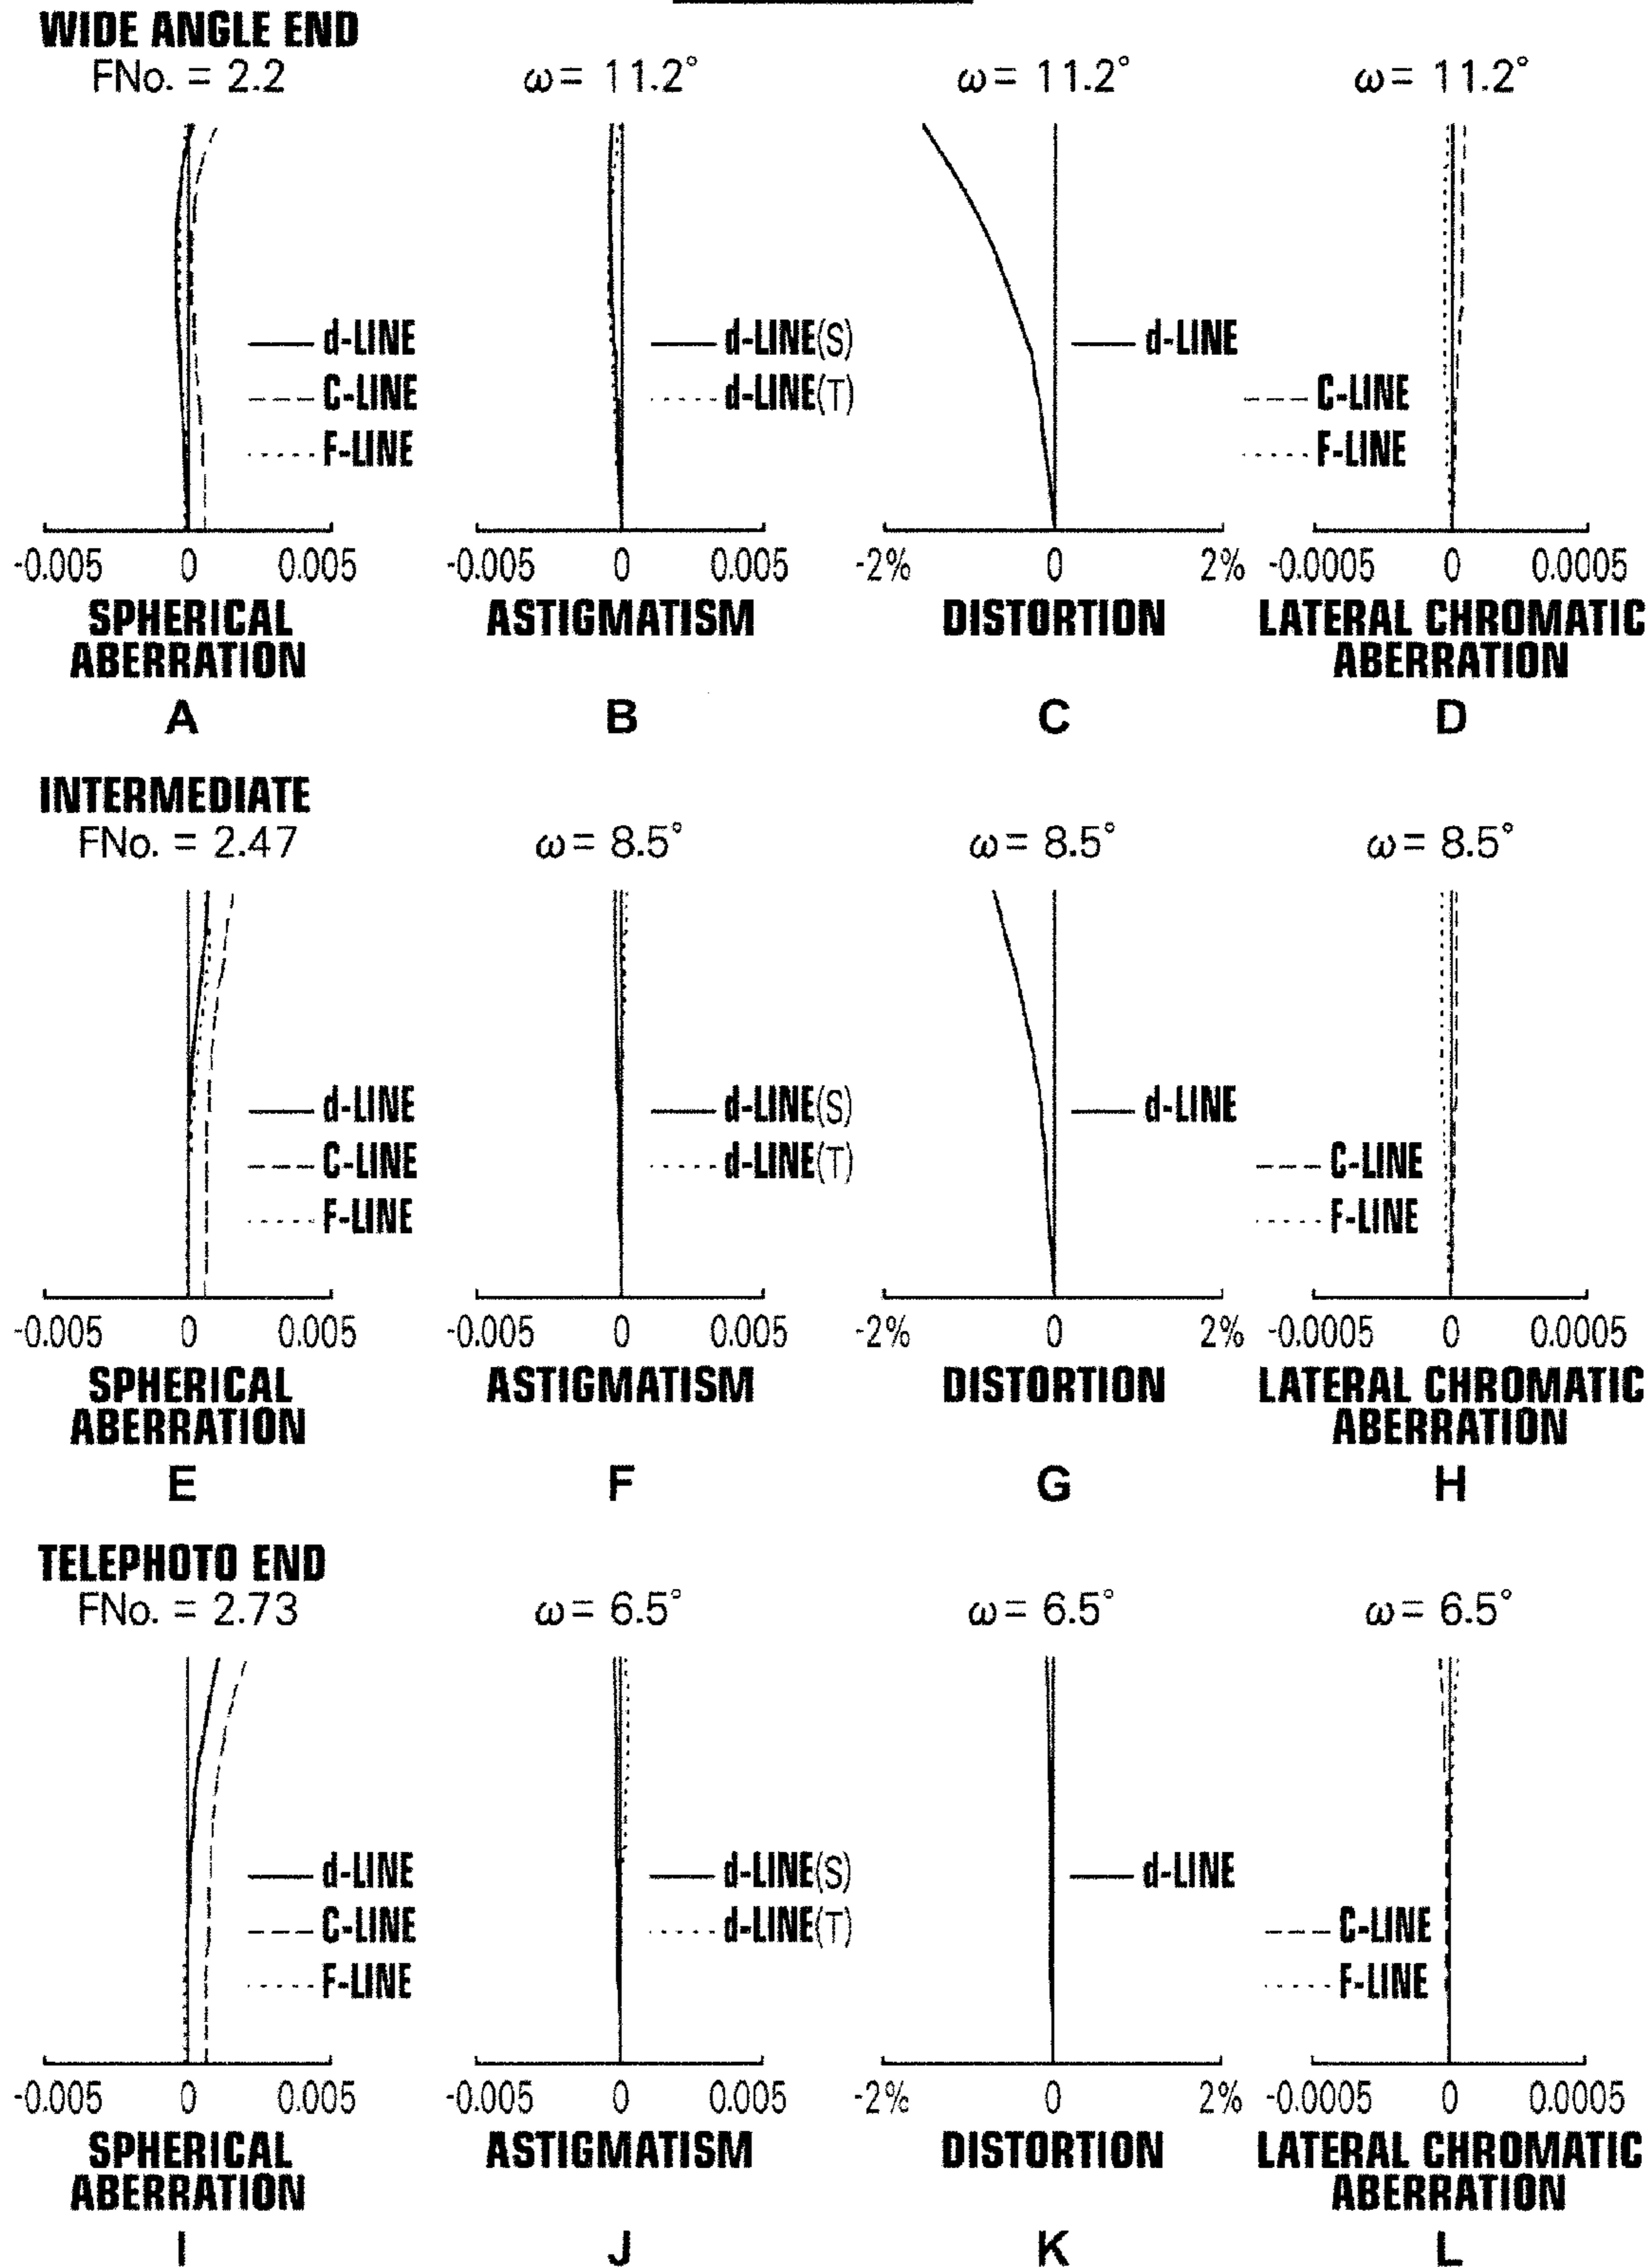 WIDE ANGLE END
FNo. = 2.2
ω= 11.2°
ω= 11.2°
ω= 11.2°
d-LINE
C-LINE
F-LINE
d-LINE(S)
d-LINE(T)
d-LINE
C-LINE
F-LINE
-0.005 0 0.005
-0.005 0 0.005
-2% 0 2%
-0.0005 0 0.0005
SPHERICAL
ABERRATION
ASTIGMATISM
DISTORTION
LATERAL CHROMATIC
ABERRATION
A
B
C
D
INTERMEDIATE
FNo. = 2.47
ω= 8.5°
ω= 8.5°
ω= 8.5°
d-LINE
C-LINE
F-LINE
d-LINE(S)
d-LINE(T)
d-LINE
C-LINE
F-LINE
-0.005 0 0.005
-0.005 0 0.005
-2% 0 2%
-0.0005 0 0.0005
SPHERICAL
ABERRATION
ASTIGMATISM
DISTORTION
LATERAL CHROMATIC
ABERRATION
E
F
G
H
TELEPHOTO END
FNo. = 2.73
ω= 6.5°
ω= 6.5°
ω= 6.5°
d-LINE
C-LINE
F-LINE
d-LINE(S)
d-LINE(T)
d-LINE
C-LINE
F-LINE
-0.005 0 0.005
-0.005 0 0.005
-2% 0 2%
-0.0005 0 0.0005
SPHERICAL
ABERRATION
ASTIGMATISM
DISTORTION
LATERAL CHROMATIC
ABERRATION
I
J
K
L